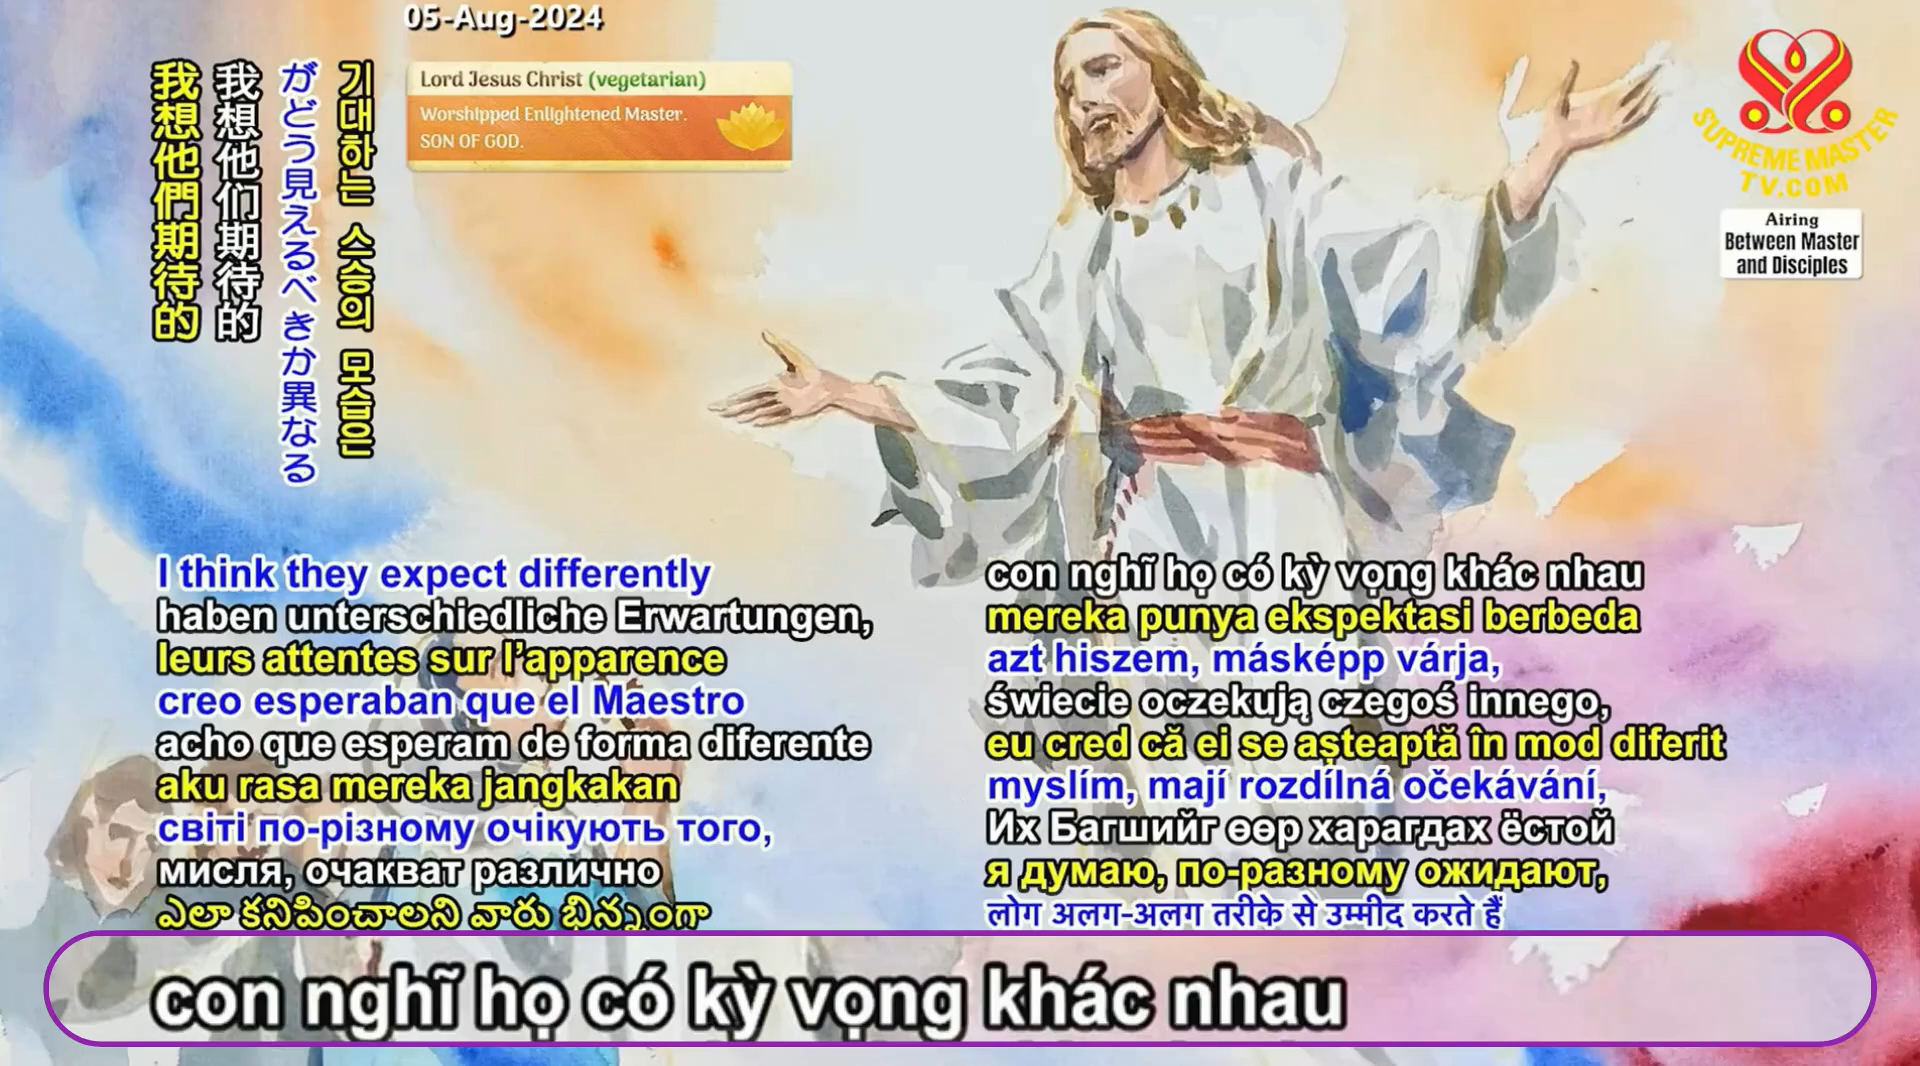 05-Aug-2024
Lord Jesus Christ (vegetarian)
Worshipped Enlightened Master.
SON OF GOD.
SUPREME MASTER
TV.COM
Airing
Between Master
and Disciples
기대하는 스승의 모습은
がどう見えるべきか異なる
我想他们期待的
我想他們期待的
I think they expect differently
haben unterschiedliche Erwartungen,
leurs attentes sur l’apparence
creo esperaban que el Maestro
acho que esperam de forma diferente
aku rasa mereka jangkakan
світі по-різному очікують того,
мисля, очакват различно
ఎలా కనిపించాలని వారు భిన్నంగా
con nghĩ họ có kỳ vọng khác nhau
mereka punya ekspektasi berbeda
azt hiszem, másképp várja,
świecie oczekują czegoś innego,
eu cred că ei se așteaptă în mod diferit
myslím, mají rozdílná očekávání,
Их Багшийг өөр харагдах ёстой
я думаю, по-разному ожидают,
लोग अलग-अलग तरीके से उम्मीद करते हैं
con nghĩ họ có kỳ vọng khác nhau